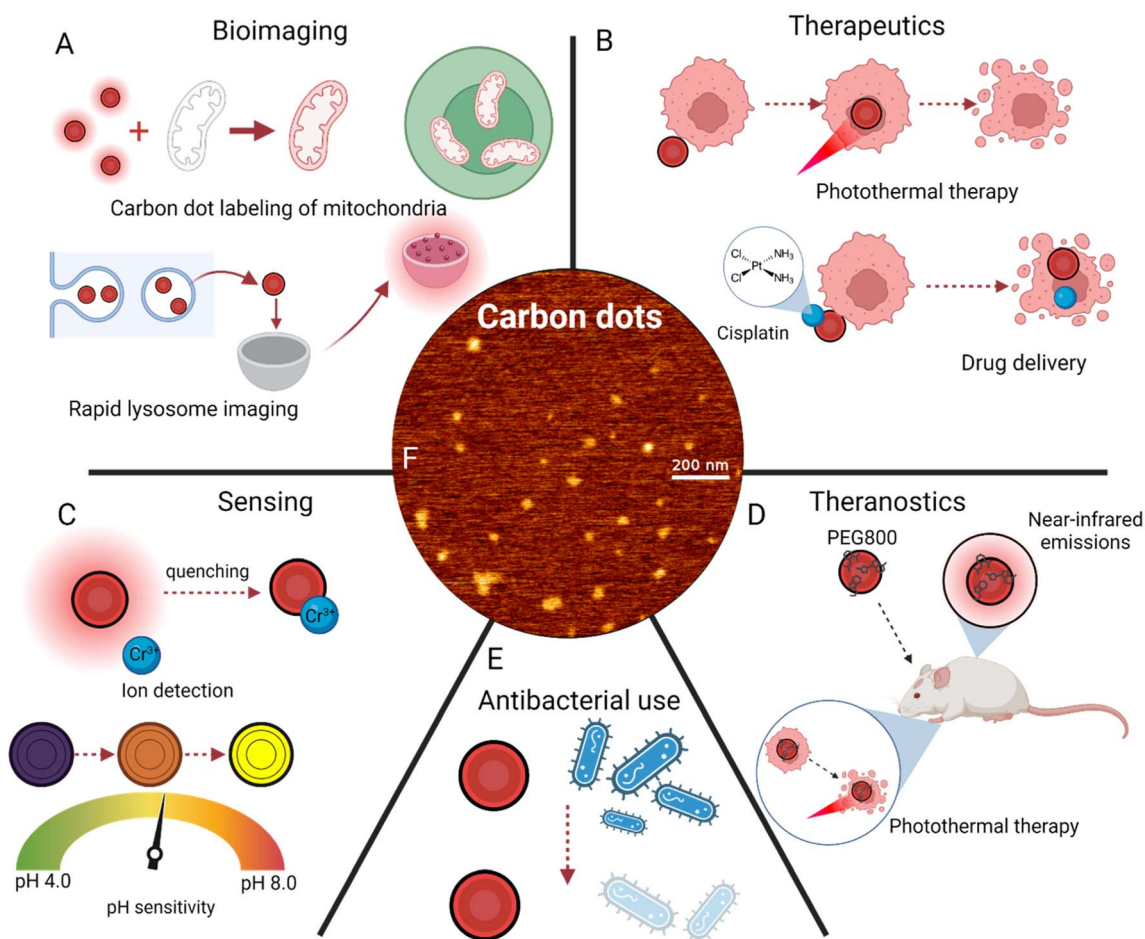 A
Bioimaging
Carbon dot labeling of mitochondria
Rapid lysosome imaging
B
Therapeutics
Photothermal therapy
Cl
NH₃
Pt
Cl
NH₃
Cisplatin
Drug delivery
Carbon dots
F
200 nm
C
Sensing
quenching
Cr³⁺
Cr³⁺
Ion detection
pH 4.0
pH 8.0
pH sensitivity
D
Theranostics
PEG800
Near-infrared
emissions
Photothermal therapy
E
Antibacterial use